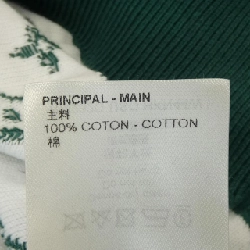 PRINCIPAL - MAIN
主料
100% COTON - COTTON
棉